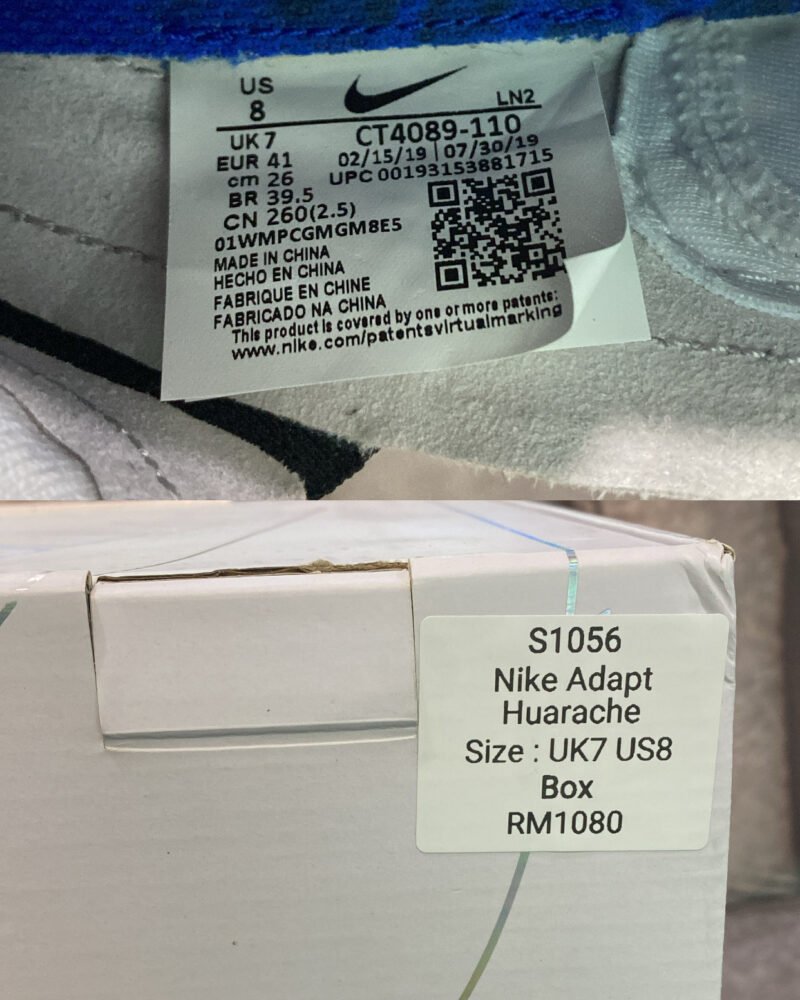 US
8
LN2
UK 7
CT4089-110
EUR 41
02/15/19 | 07/30/19
cm 26
UPC 00193153881715
BR 39.5
CN 260(2.5)
01WMPCGMGM8E5
MADE IN CHINA
HECHO EN CHINA
FABRIQUE EN CHINE
FABRICADO NA CHINA
This product is covered by one or more patents:
www.nike.com/patentsvirtualmarking
S1056
Nike Adapt
Huarache
Size : UK7 US8
Box
RM1080